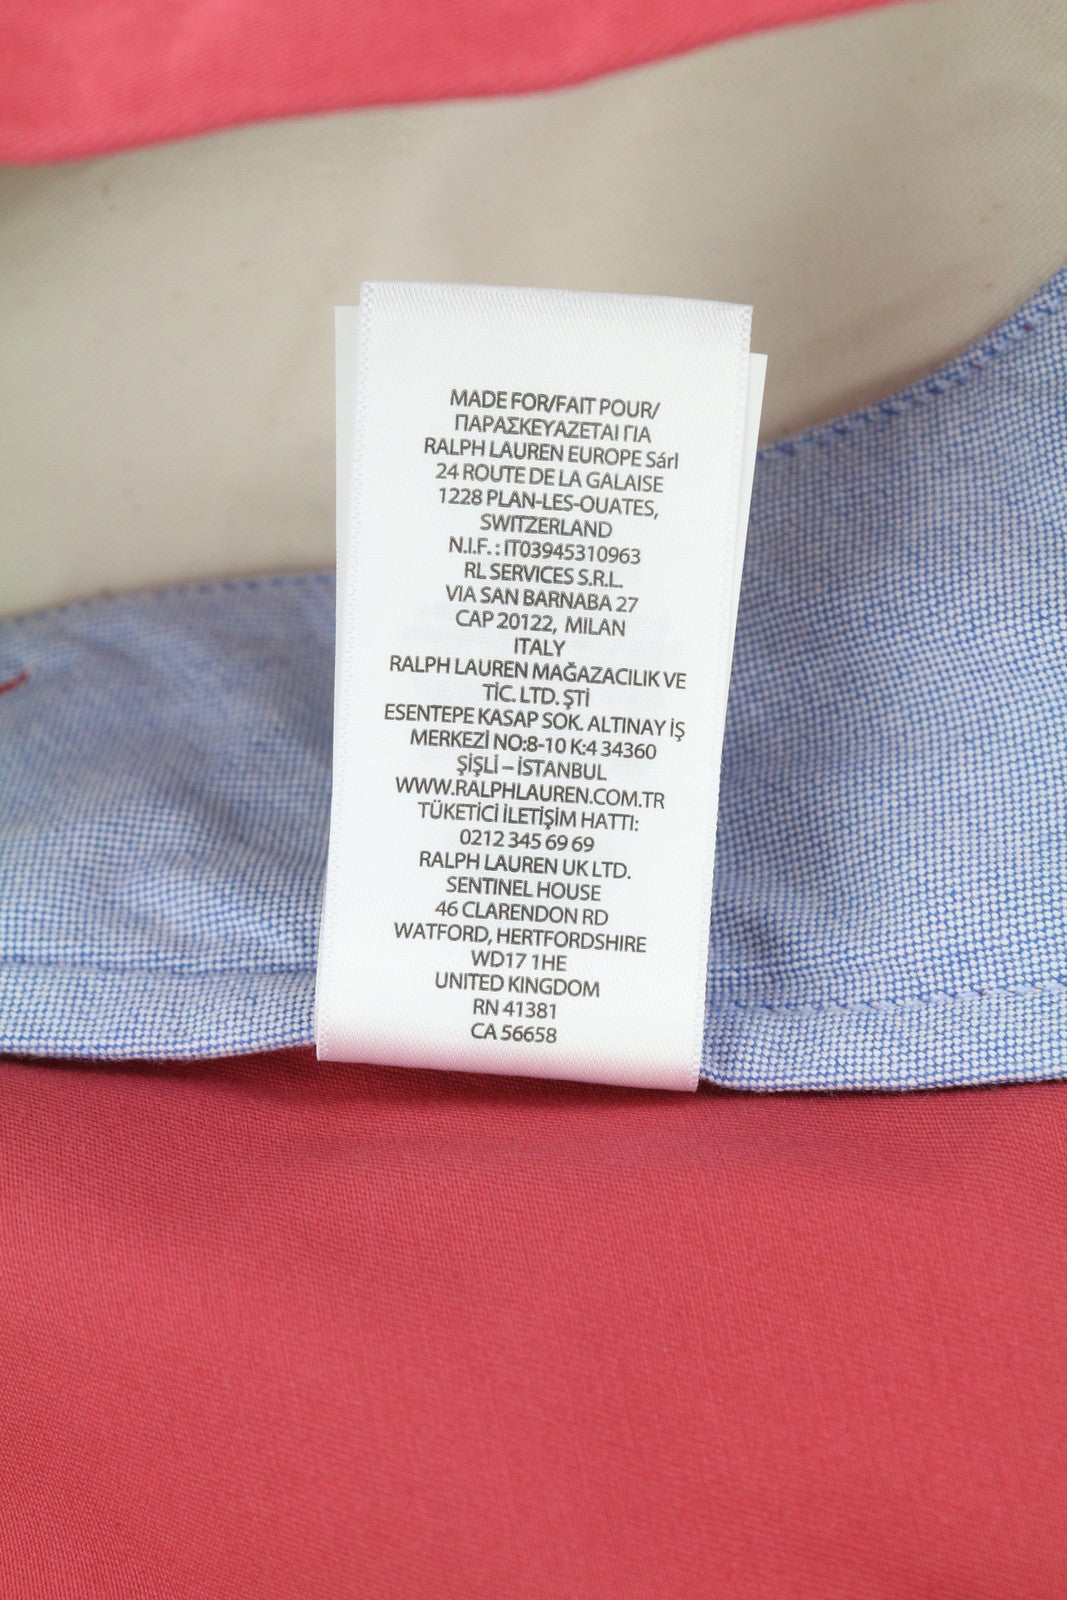 MADE FOR/FAIT POUR/
ΠΑΡΑΣΚΕΥΑΖΕΤΑΙ ΓΙΑ
RALPH LAUREN EUROPE Sárl
24 ROUTE DE LA GALAISE
1228 PLAN-LES-OUATES,
SWITZERLAND
N.I.F. : IT03945310963
RL SERVICES S.R.L.
VIA SAN BARNABA 27
CAP 20122, MILAN
ITALY
RALPH LAUREN MAĞAZACILIK VE
TİC. LTD. ŞTİ
ESENTEPE KASAP SOK. ALTINAY İŞ
MERKEZİ NO:8-10 K:4 34360
ŞİŞLİ – İSTANBUL
WWW.RALPHLAUREN.COM.TR
TÜKETİCİ İLETİŞİM HATTI:
0212 345 69 69
RALPH LAUREN UK LTD.
SENTINEL HOUSE
46 CLARENDON RD
WATFORD, HERTFORDSHIRE
WD17 1HE
UNITED KINGDOM
RN 41381
CA 56658